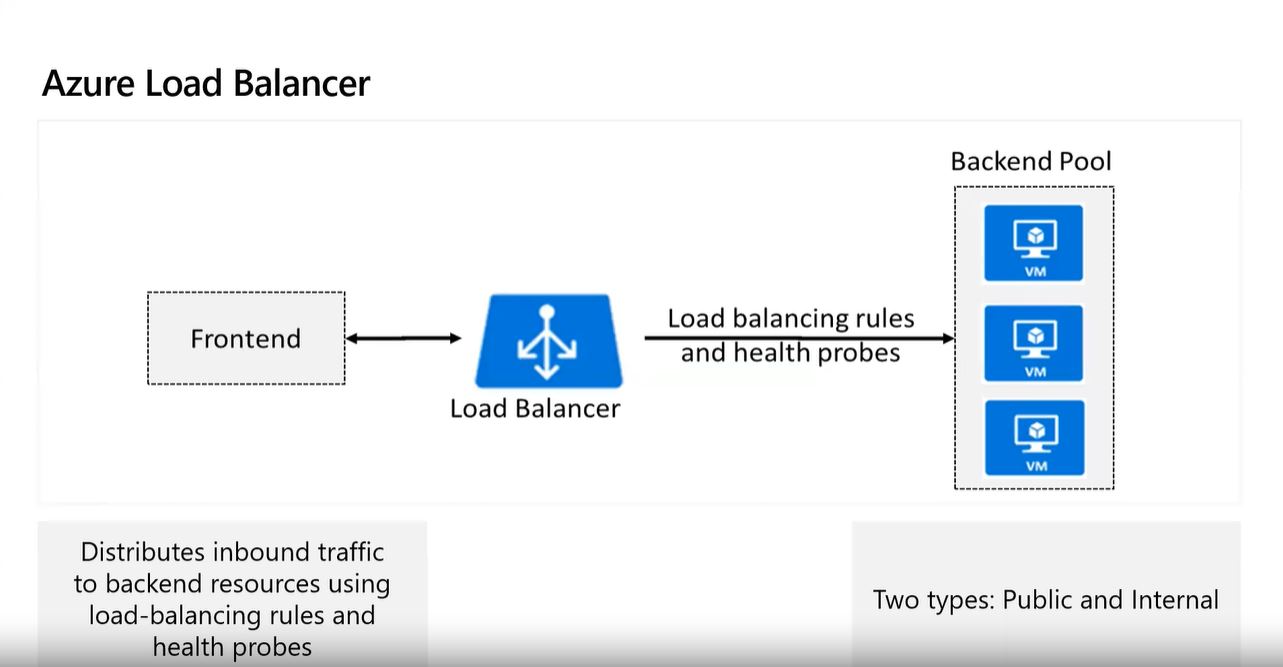 Azure Load Balancer
Backend Pool
VM
VM
VM
Frontend
Load Balancer
Load balancing rules
and health probes
Distributes inbound traffic
to backend resources using
load-balancing rules and
health probes
Two types: Public and Internal